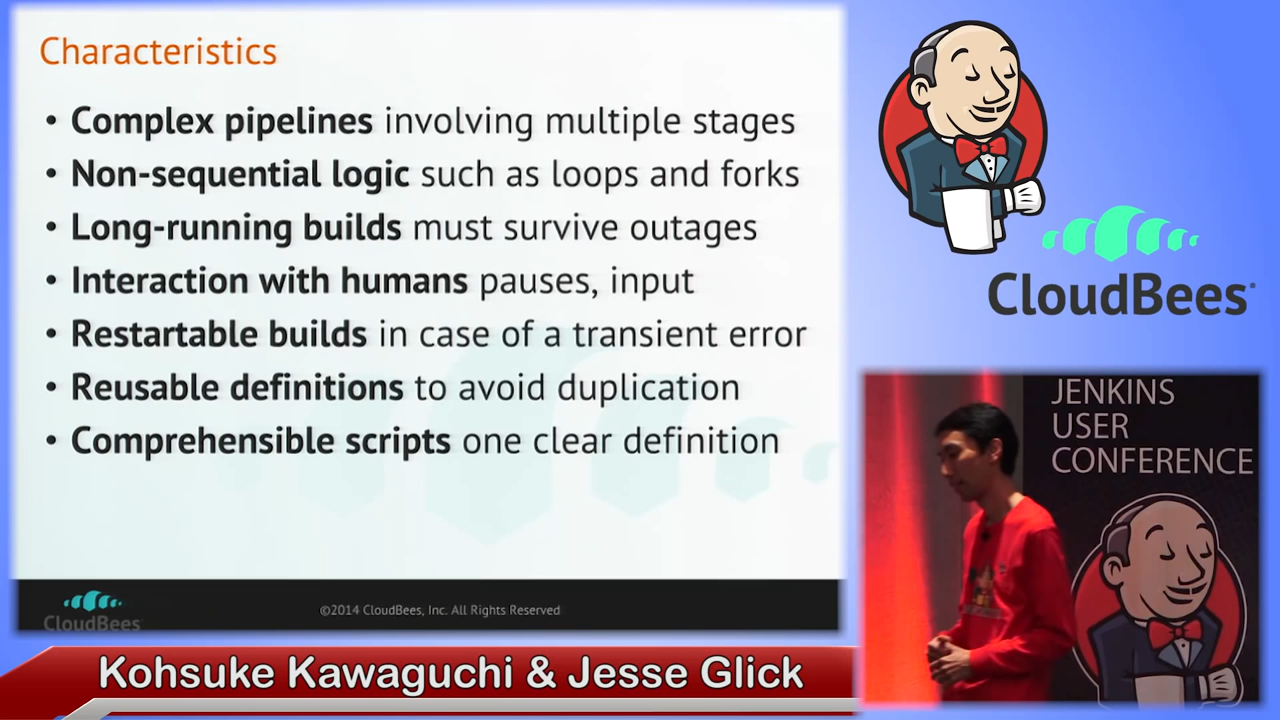 Characteristics
• Complex pipelines involving multiple stages
• Non-sequential logic such as loops and forks
• Long-running builds must survive outages
• Interaction with humans pauses, input
• Restartable builds in case of a transient error
• Reusable definitions to avoid duplication
• Comprehensible scripts one clear definition
CloudBees
©2014 CloudBees, Inc. All Rights Reserved
CloudBees
JENKINS
USER
CONFERENCE
Kohsuke Kawaguchi & Jesse Glick